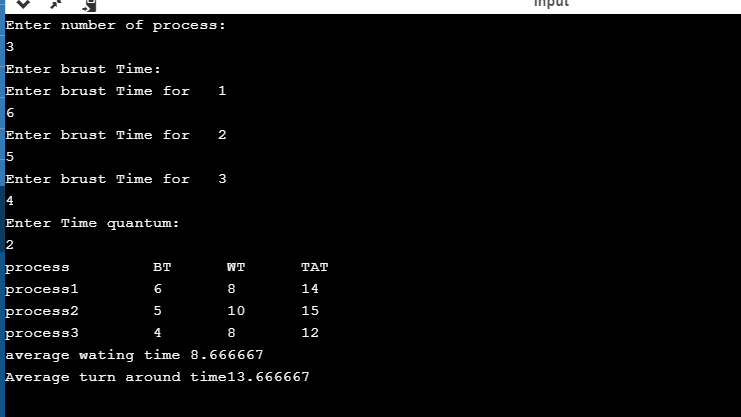 input
Enter number of process:
3
Enter brust Time:
Enter brust Time for 1
6
Enter brust Time for 2
5
Enter brust Time for 3
4
Enter Time quantum:
2
process BT WT TAT
process1 6 8 14
process2 5 10 15
process3 4 8 12
average wating time 8.666667
Average turn around time13.666667